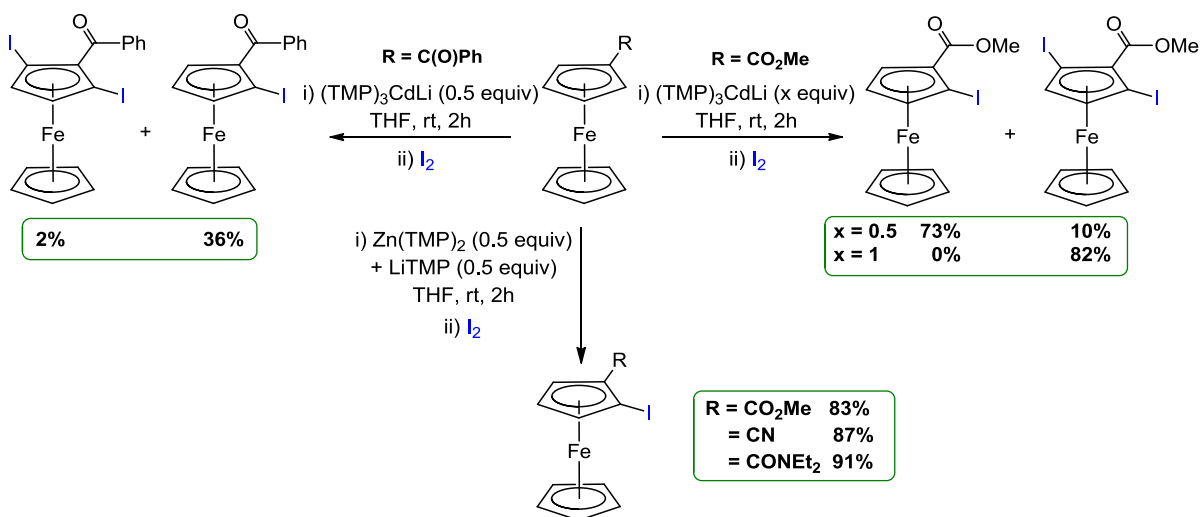 I
O
Ph
I
Fe
+
O
Ph
I
Fe
2% 36%
R = C(O)Ph
i) (TMP)3CdLi (0.5 equiv)
THF, rt, 2h
ii) I2
R
Fe
R = CO2Me
i) (TMP)3CdLi (x equiv)
THF, rt, 2h
ii) I2
O
OMe
I
Fe
+
I
O
OMe
I
Fe
x = 0.5 73% 10%
x = 1 0% 82%
i) Zn(TMP)2 (0.5 equiv)
+ LiTMP (0.5 equiv)
THF, rt, 2h
ii) I2
R
I
Fe
R = CO2Me 83%
= CN 87%
= CONEt2 91%